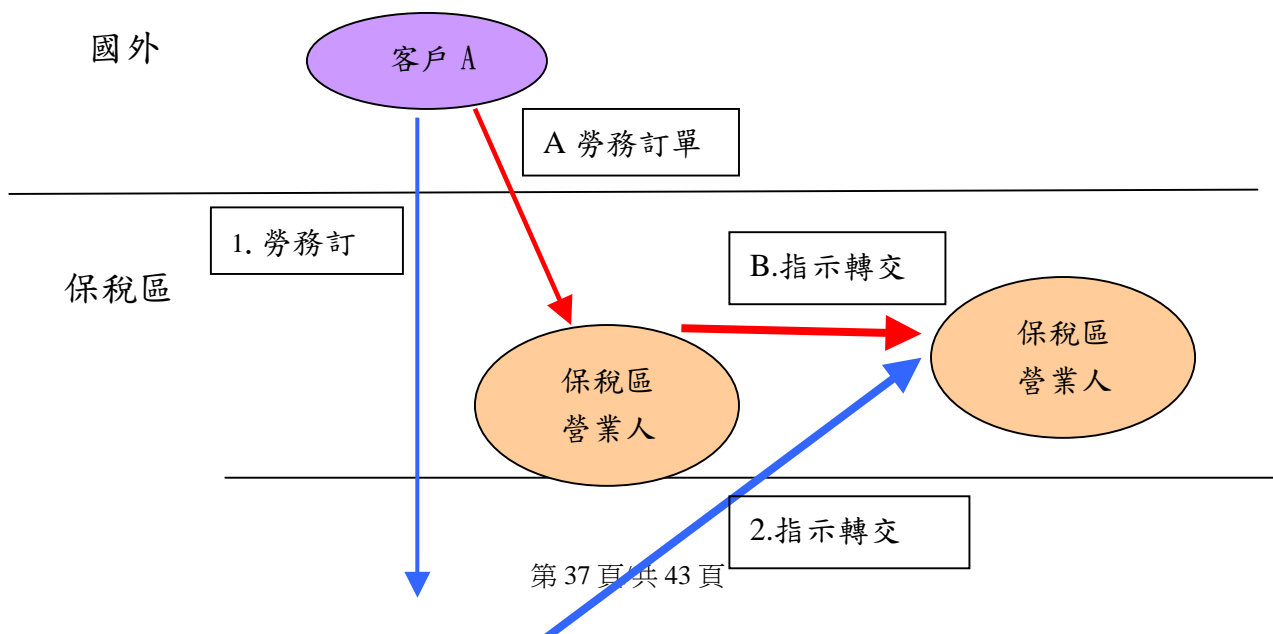 國外
客戶 A
A 勞務訂單
1. 勞務訂
B.指示轉交
保稅區
保稅區
營業人
保稅區
營業人
2.指示轉交
第 37 頁/共 43 頁